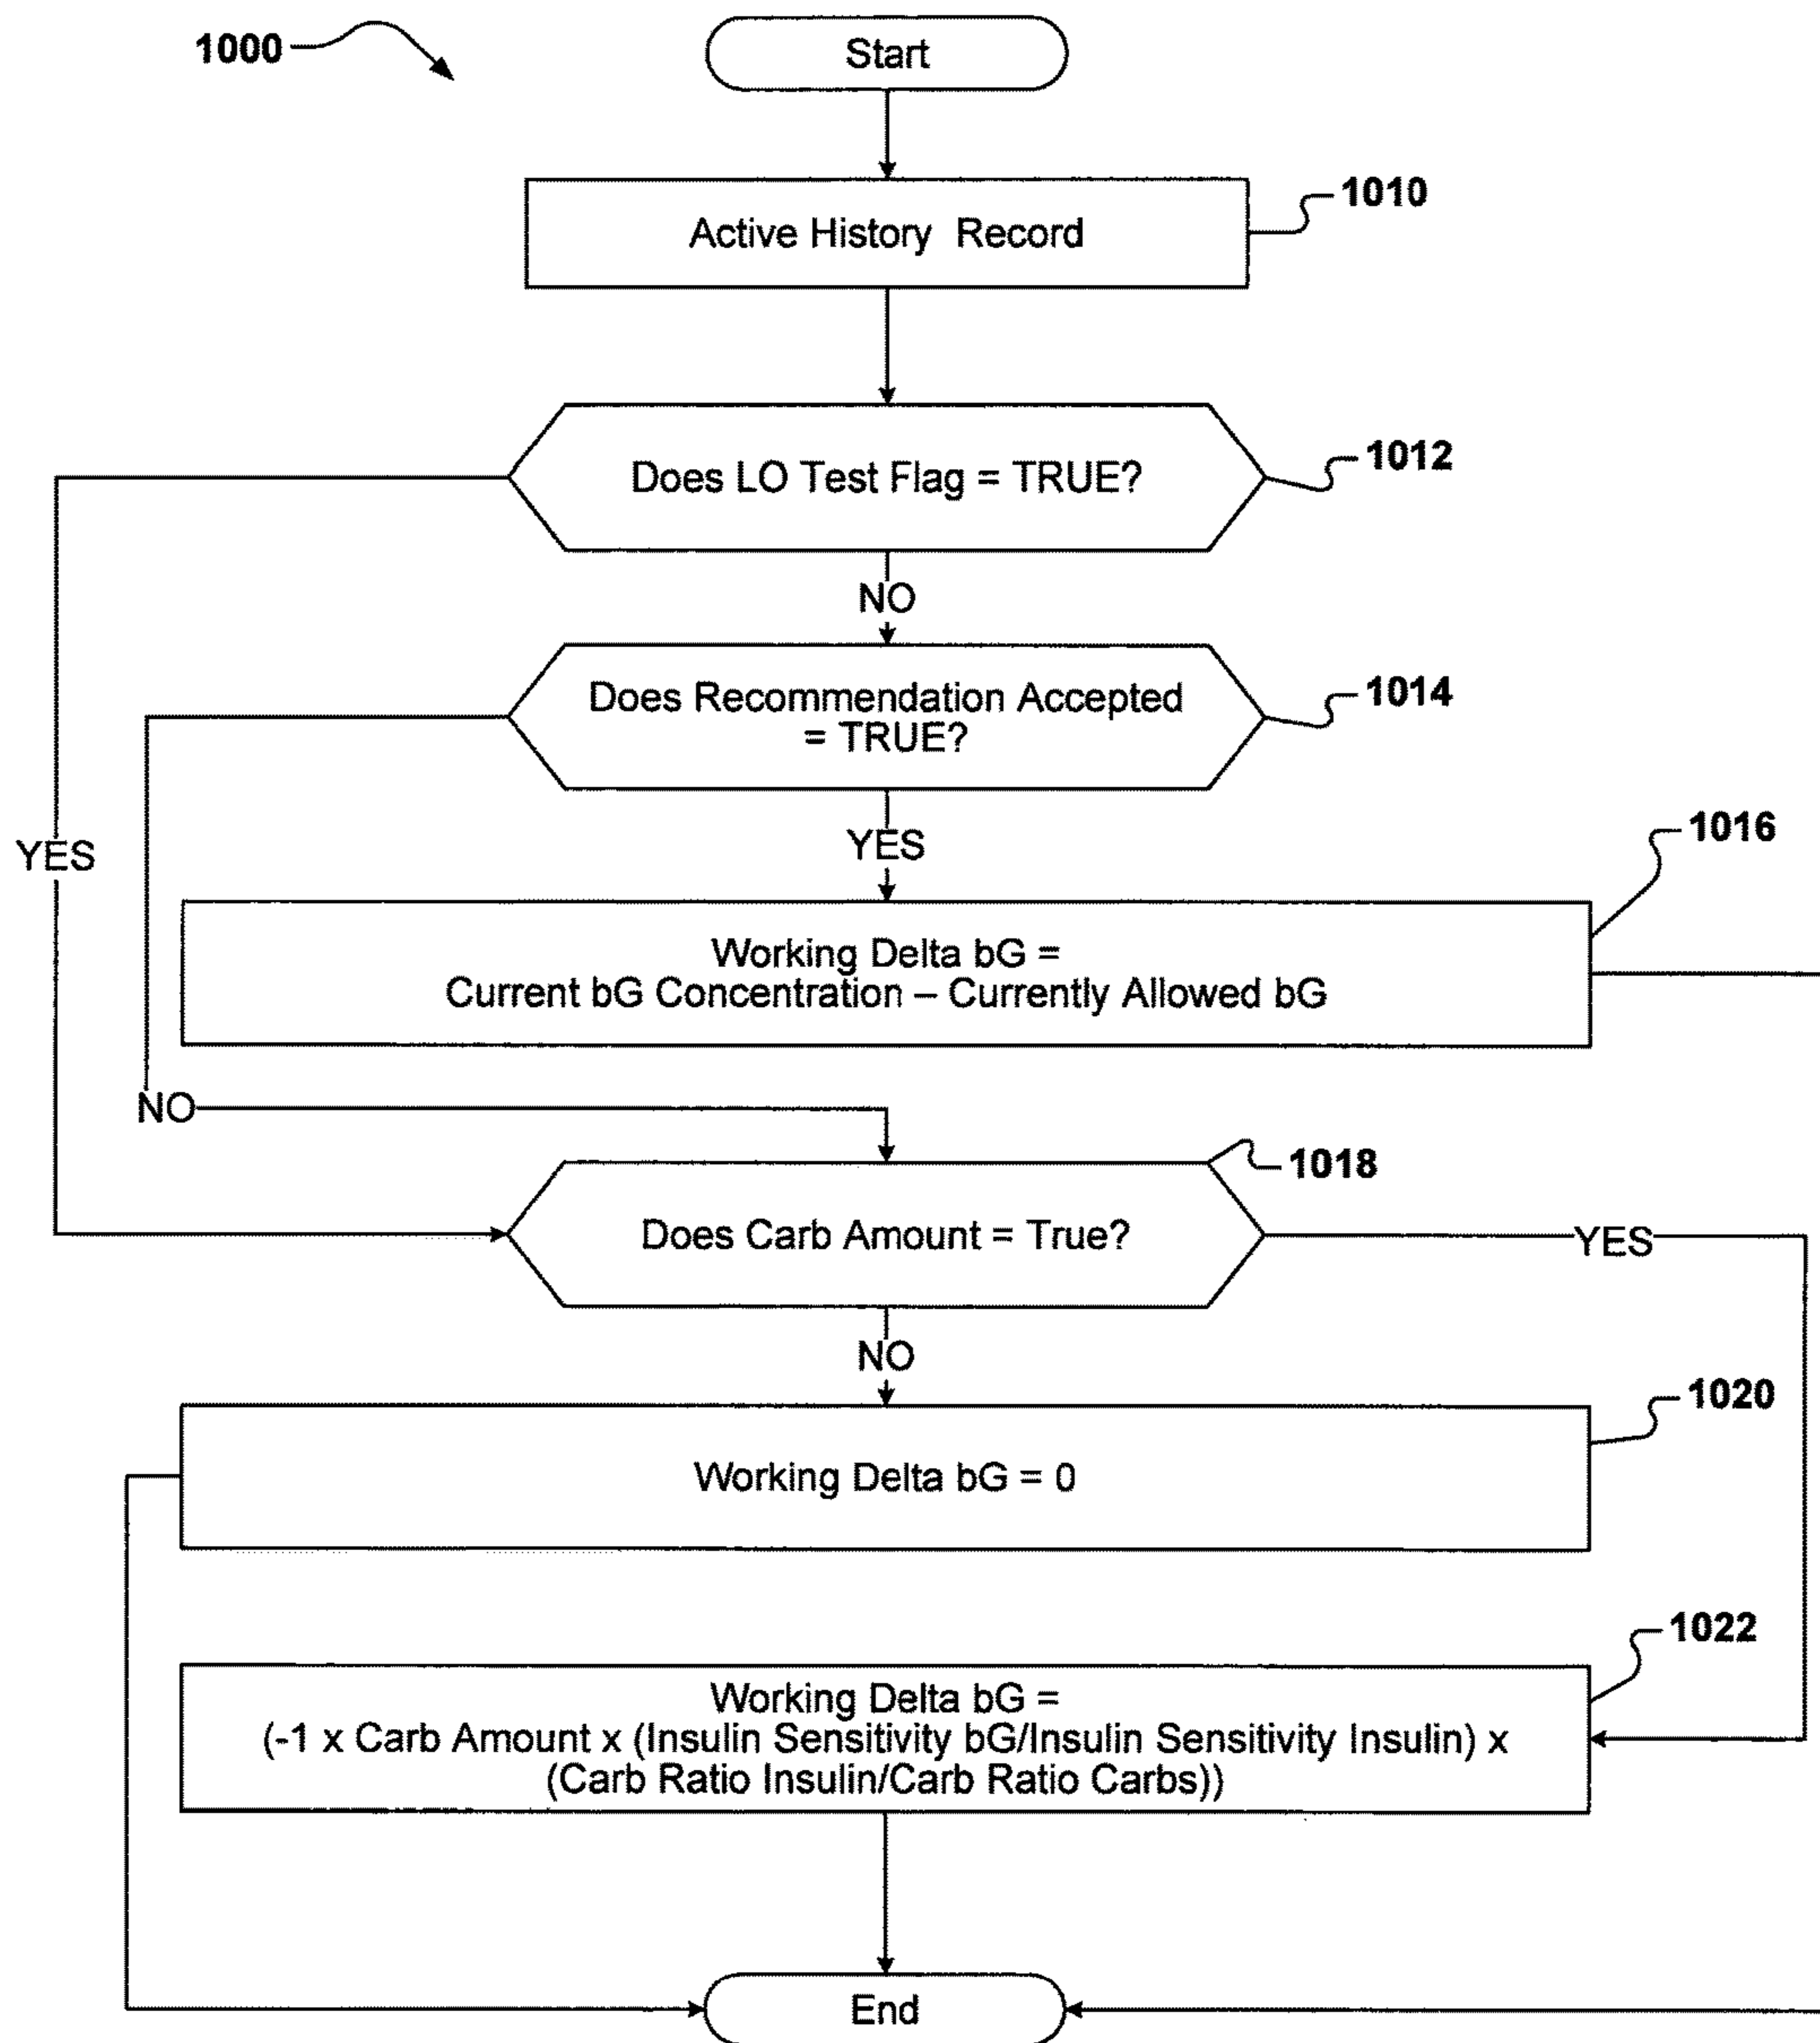 1000
Start
Active History Record
1010
Does LO Test Flag = TRUE?
1012
NO
Does Recommendation Accepted
= TRUE?
1014
YES
YES
1016
Working Delta bG =
Current bG Concentration – Currently Allowed bG
NO
1018
Does Carb Amount = True?
YES
NO
1020
Working Delta bG = 0
1022
Working Delta bG =
(-1 x Carb Amount x (Insulin Sensitivity bG/Insulin Sensitivity Insulin) x
(Carb Ratio Insulin/Carb Ratio Carbs))
End